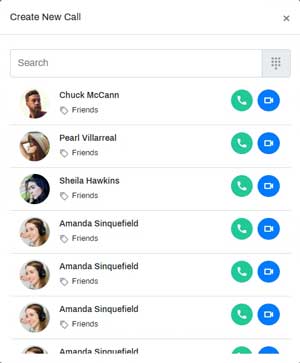 Create New Call
×
Search
Chuck McCann
Friends
Pearl Villarreal
Friends
Sheila Hawkins
Friends
Amanda Sinquefield
Friends
Amanda Sinquefield
Friends
Amanda Sinquefield
Friends
Amanda Sinquefield